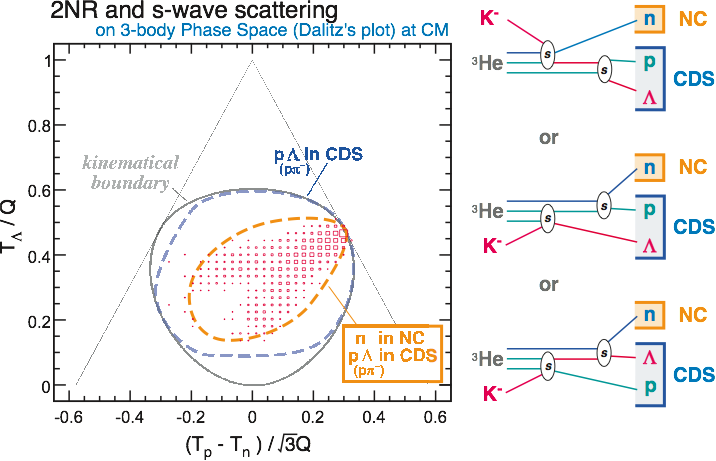 2NR and s-wave scattering
on 3-body Phase Space (Dalitz's plot) at CM
kinematical
boundary
pΛ in CDS
(pπ⁻)
n in NC
pΛ in CDS
(pπ⁻)
1
0.8
0.6
0.4
0.2
0
T_Λ / Q
-0.6
-0.4
-0.2
0
0.2
0.4
0.6
(T_p - T_n) / √3Q
K⁻
³He
s
s
n
NC
p
Λ
CDS
or
³He
K⁻
s
s
n
NC
p
Λ
CDS
or
³He
K⁻
s
s
n
NC
Λ
p
CDS